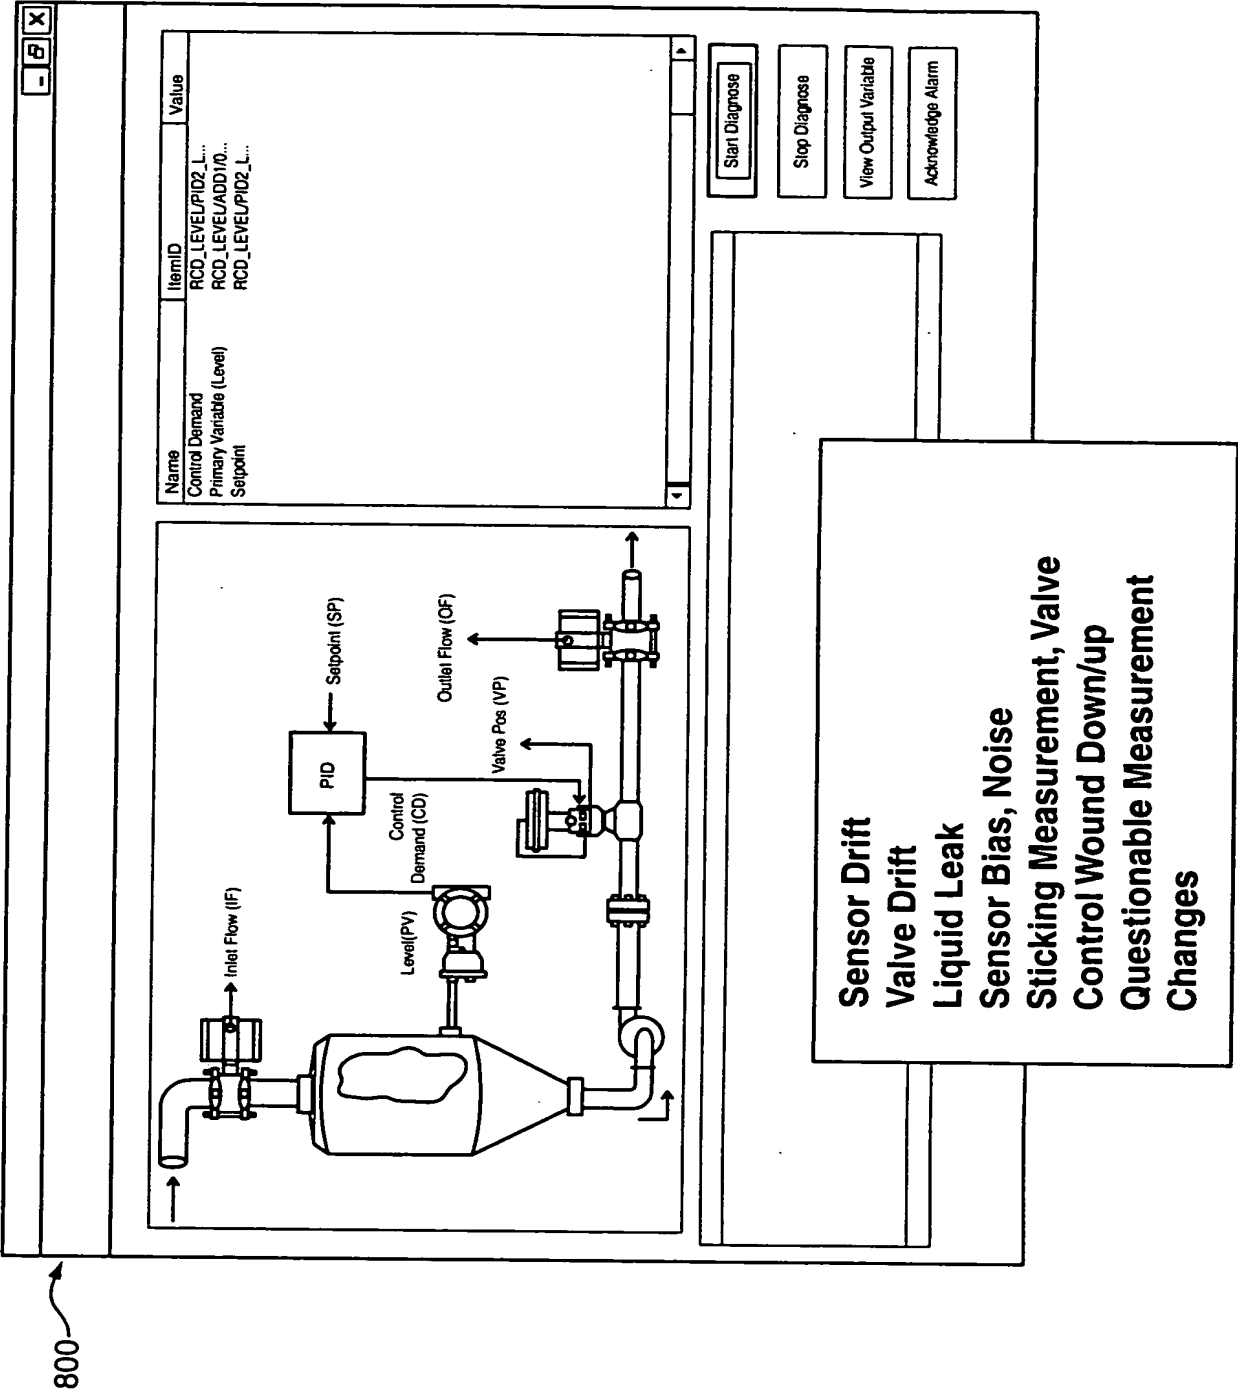 800
Inlet Flow (IF)
Level(PV)
Control
Demand (CD)
PID
Setpoint (SP)
Valve Pos (VP)
Outlet Flow (OF)
Name ItemID Value
Control Demand RCD_LEVEL/PID2_L...
Primary Variable (Level) RCD_LEVEL/ADD1/0...
Setpoint RCD_LEVEL/PID2_L...
Start Diagnose
Stop Diagnose
View Output Variable
Acknowledge Alarm
Sensor Drift
Valve Drift
Liquid Leak
Sensor Bias, Noise
Sticking Measurement, Valve
Control Wound Down/up
Questionable Measurement
Changes